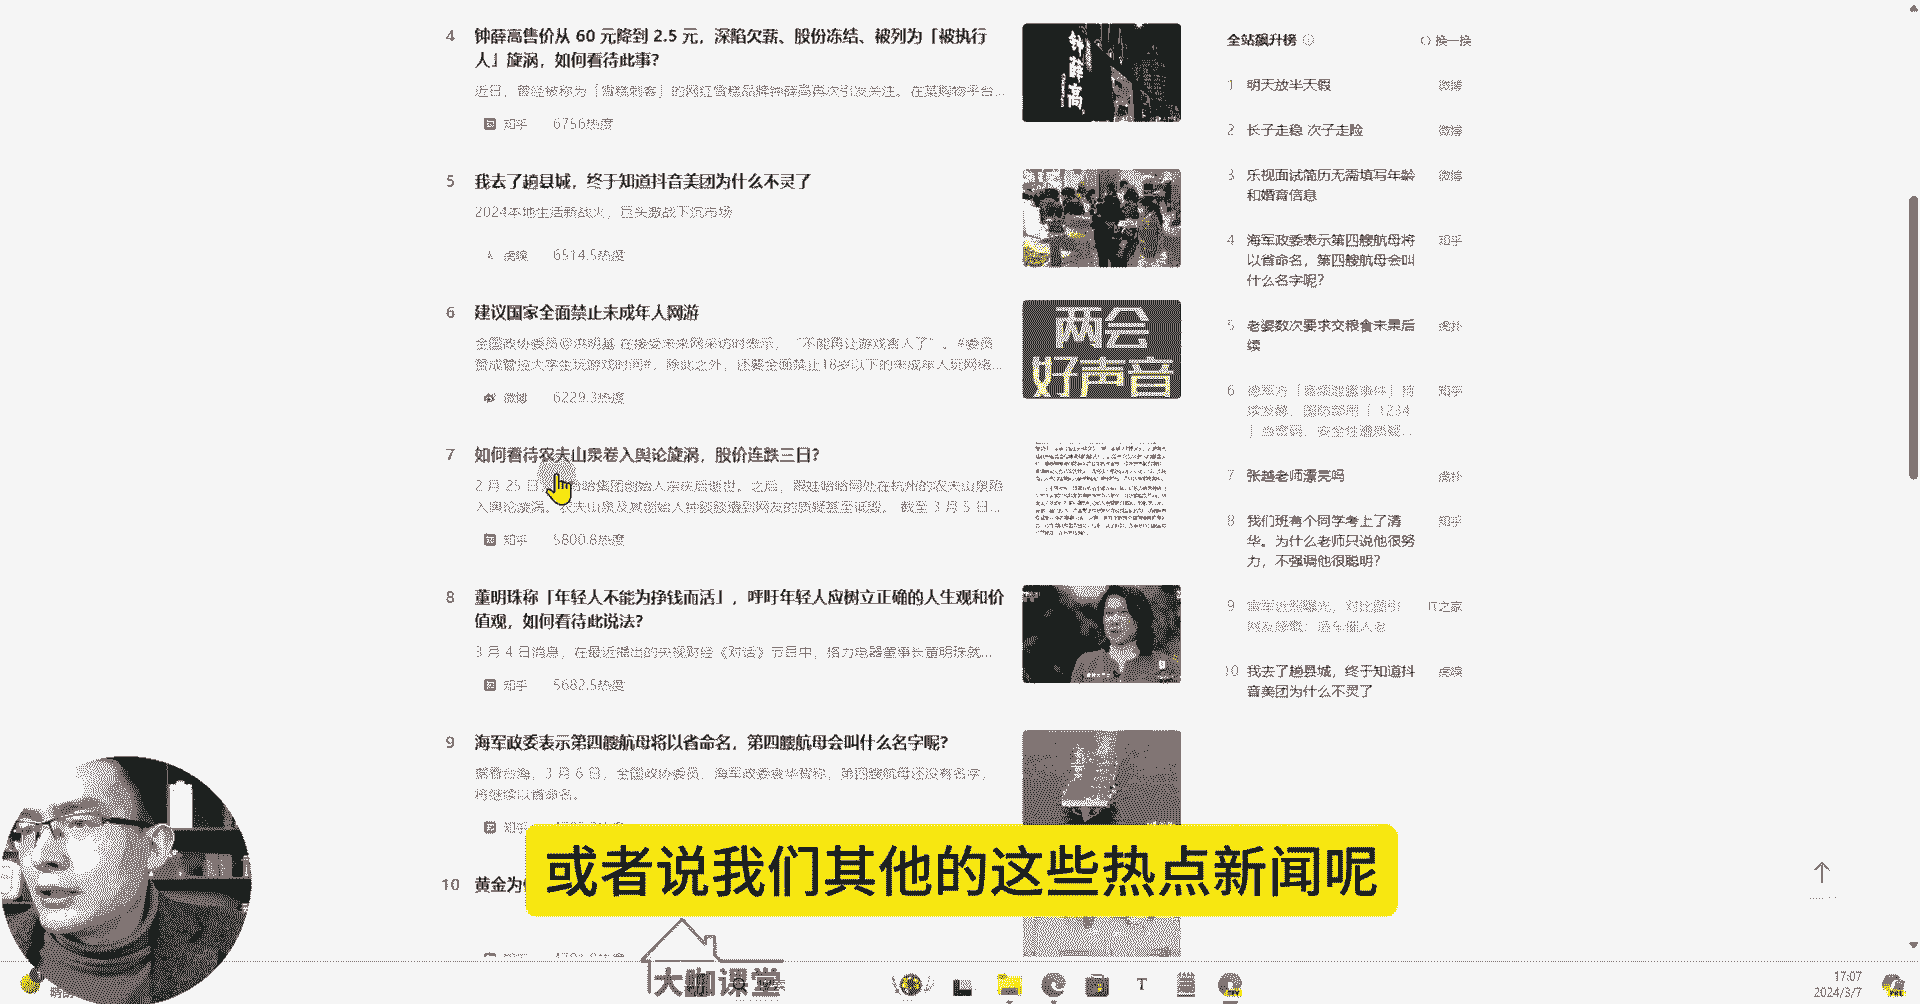 4
钟薛高售价从 60 元降到 2.5 元，深陷欠薪、股份冻结、被列为「被执行
人」旋涡，如何看待此事？
近日，曾经被称为「雪糕刺客」的网红雪糕品牌钟薛高再次引发关注。在某购物平台...
知乎 6756热度
钟薛高
5
我去了趟县城，终于知道抖音美团为什么不灵了
2024本地生活新战火，巨头激战下沉市场
虎嗅 6514.5热度
6
建议国家全面禁止未成年人网游
全国政协委员@洪明基 在接受未来网采访时表示，“不能再让游戏害人了”。#委员
赞成管控大学生玩游戏时间#，除此之外，还要全面禁止18岁以下的未成年人玩网络...
微博 6229.3热度
两会
好声音
7
如何看待农夫山泉卷入舆论旋涡，股价连跌三日？
2 月 25 日，
哈集团创始人宗庆后逝世。之后，跟娃哈哈同处在杭州的农夫山泉陷
入舆论旋涡。农夫山泉及其创始人钟睒睒遭到网友的质疑甚至诋毁。 截至 3 月 5 日...
知乎 5800.8热度
8
董明珠称「年轻人不能为挣钱而活」，呼吁年轻人应树立正确的人生观和价
值观，如何看待此说法？
3 月 4 日消息，在最近播出的央视财经《对话》节目中，格力电器董事长董明珠就...
知乎 5682.5热度
9
海军政委表示第四艘航母将以省命名，第四艘航母会叫什么名字呢？
据看台海，3 月 6 日，全国政协委员、海军政委袁华智称，第四艘航母还没有名字，
将继续以省命名。
知乎
10
黄金为
全站飙升榜
换一换
1 明天放半天假 微博
2 长子走稳 次子走险 微博
3 乐视面试简历无需填写年龄 微博
和婚育信息
4 海军政委表示第四艘航母将 知乎
以省命名，第四艘航母会叫
什么名字呢？
5 老婆数次要求交粮食未果后 虎扑
续
6 知乎
7 张越老师漂亮吗 虎扑
8 我们班有个同学考上了清 知乎
华。为什么老师只说他很努
力，不强调他很聪明？
9 IT之家
10 我去了趟县城，终于知道抖 虎嗅
音美团为什么不灵了
或者说我们其他的这些热点新闻呢
大咖课堂
17:07
2024/3/7